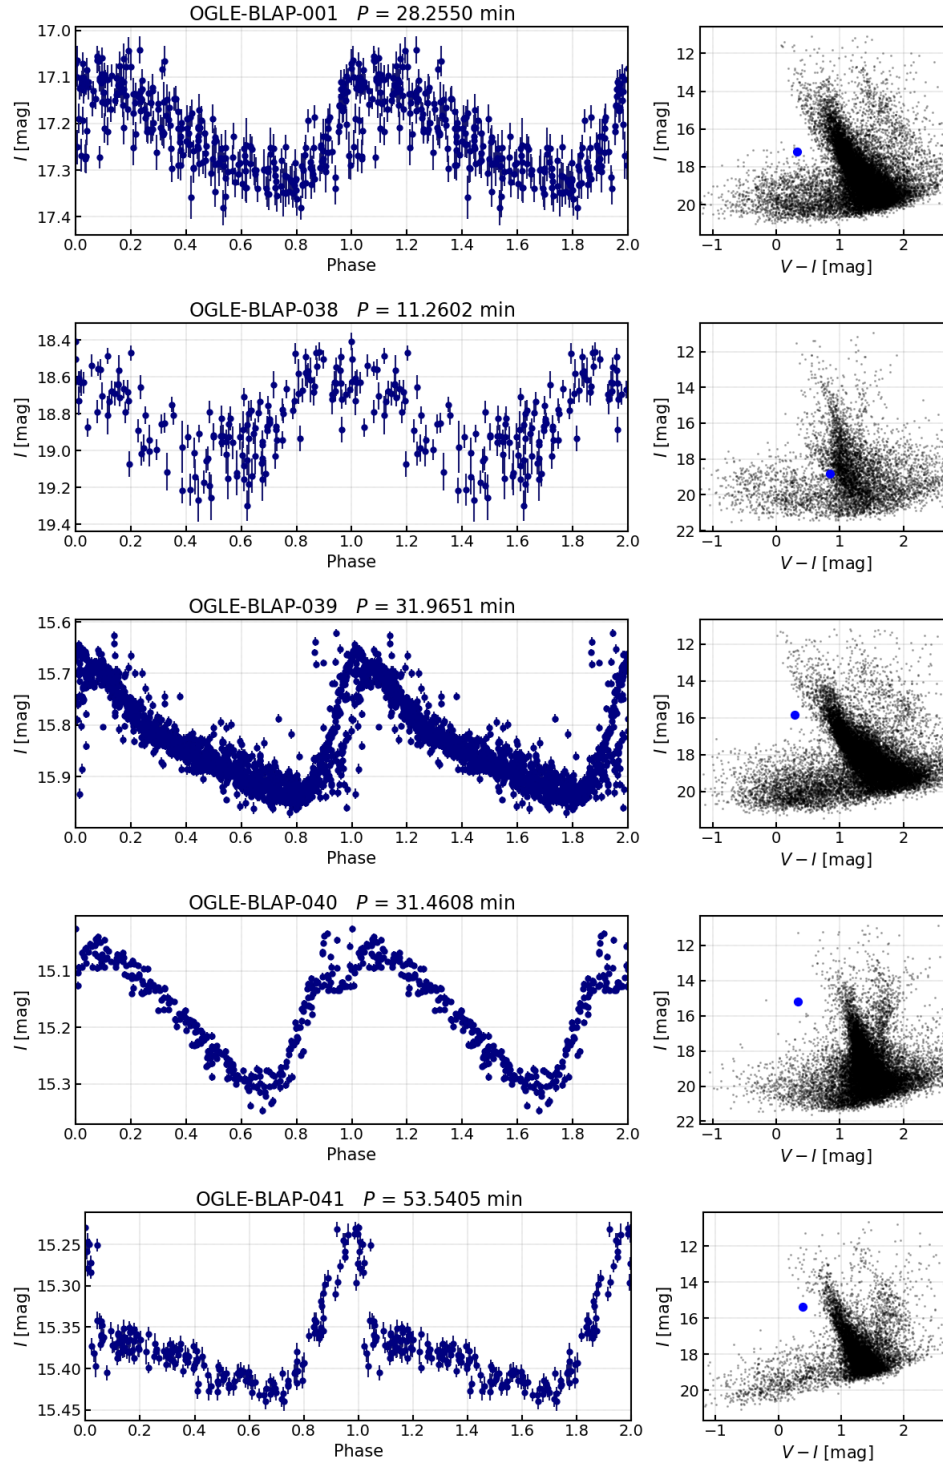 OGLE-BLAP-001 P = 28.2550 min
17.0
17.1
17.2
17.3
17.4
I [mag]
0.0 0.2 0.4 0.6 0.8 1.0 1.2 1.4 1.6 1.8 2.0
Phase
12
14
16
18
20
I [mag]
−1 0 1 2
V − I [mag]
OGLE-BLAP-038 P = 11.2602 min
18.4
18.6
18.8
19.0
19.2
19.4
I [mag]
0.0 0.2 0.4 0.6 0.8 1.0 1.2 1.4 1.6 1.8 2.0
Phase
12
14
16
18
20
22
I [mag]
−1 0 1 2
V − I [mag]
OGLE-BLAP-039 P = 31.9651 min
15.6
15.7
15.8
15.9
I [mag]
0.0 0.2 0.4 0.6 0.8 1.0 1.2 1.4 1.6 1.8 2.0
Phase
12
14
16
18
20
I [mag]
−1 0 1 2
V − I [mag]
OGLE-BLAP-040 P = 31.4608 min
15.1
15.2
15.3
I [mag]
0.0 0.2 0.4 0.6 0.8 1.0 1.2 1.4 1.6 1.8 2.0
Phase
12
14
16
18
20
22
I [mag]
−1 0 1 2
V − I [mag]
OGLE-BLAP-041 P = 53.5405 min
15.25
15.30
15.35
15.40
15.45
I [mag]
0.0 0.2 0.4 0.6 0.8 1.0 1.2 1.4 1.6 1.8 2.0
Phase
12
14
16
18
20
I [mag]
−1 0 1 2
V − I [mag]